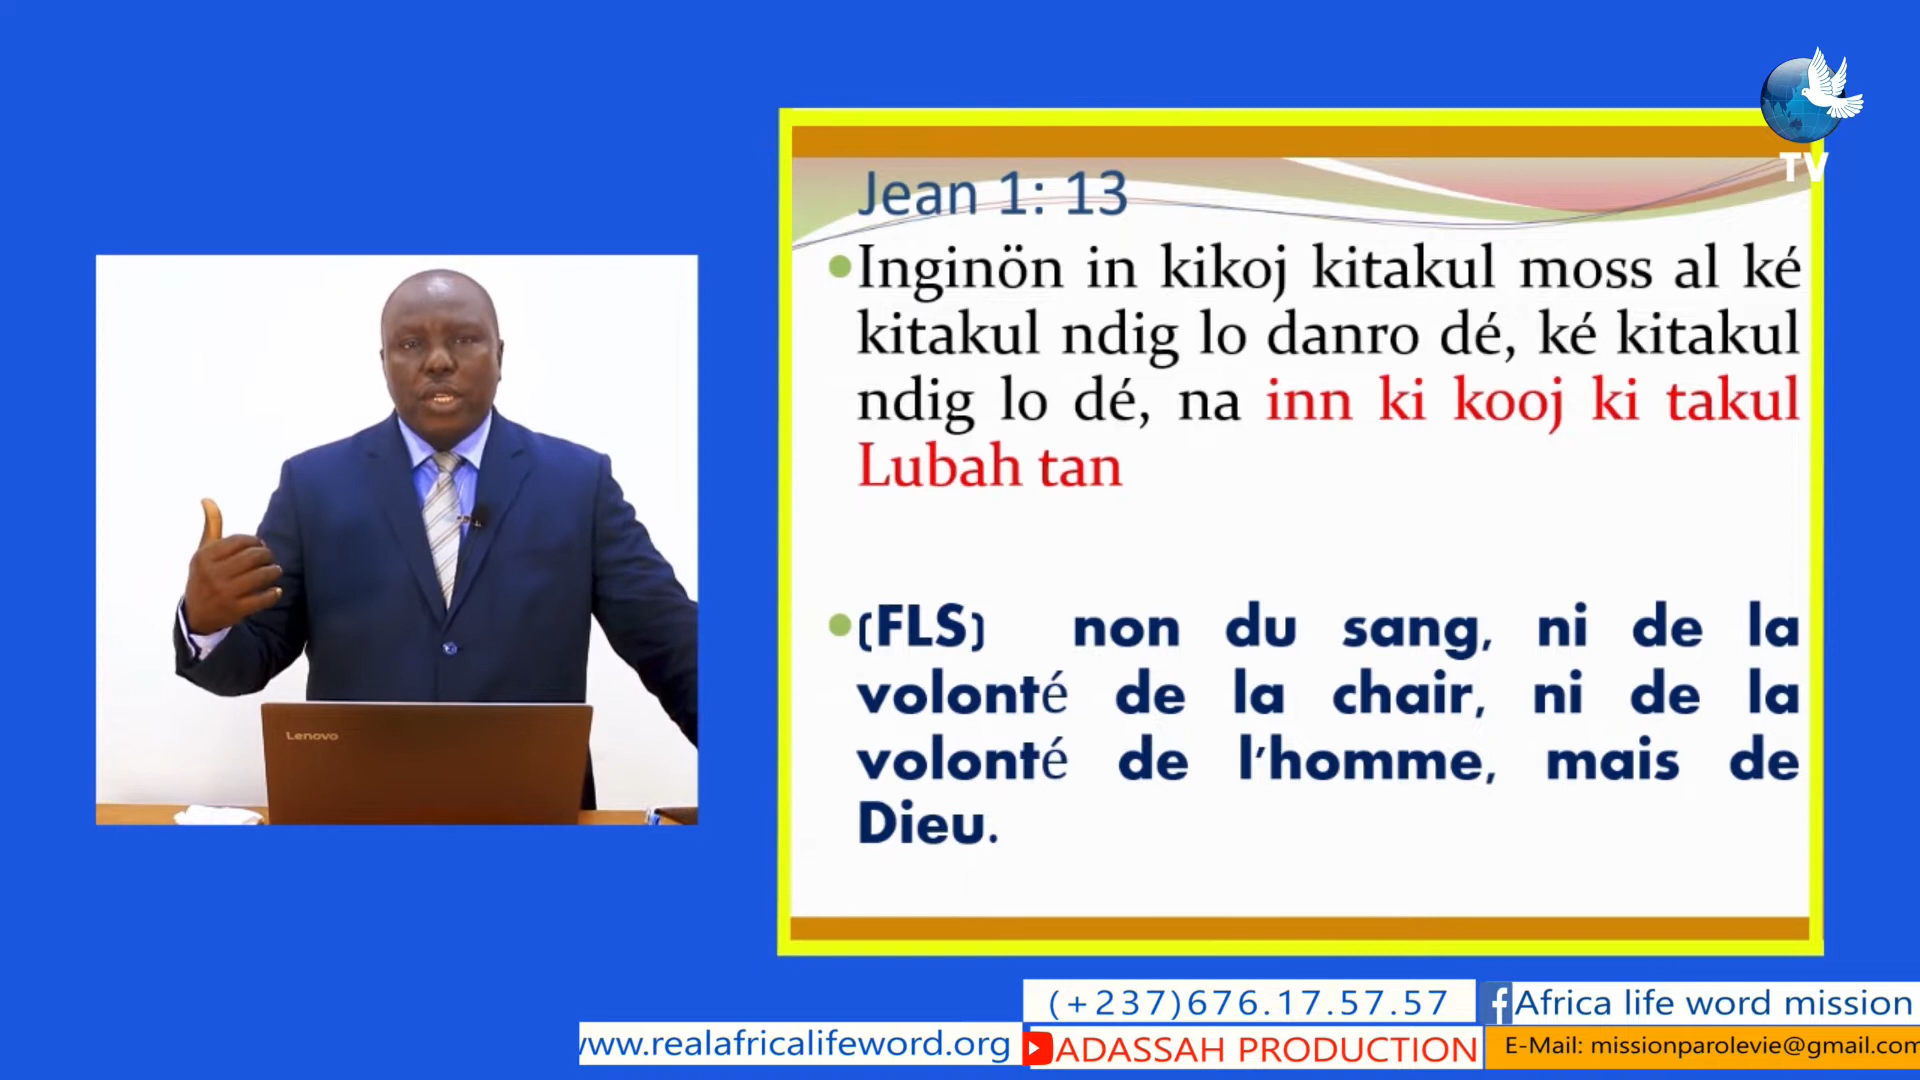 TV
Jean 1: 13
•Inginön in kikoj kitakul moss al ké
kitakul ndig lo danro dé, ké kitakul
ndig lo dé, na inn ki kooj ki takul
Lubah tan
•(FLS) non du sang, ni de la
volonté de la chair, ni de la
volonté de l'homme, mais de
Dieu.
Lenovo
(+237)676.17.57.57
Africa life word mission
www.realafricalifeword.org
ADASSAH PRODUCTION
E-Mail: missionparolevie@gmail.com